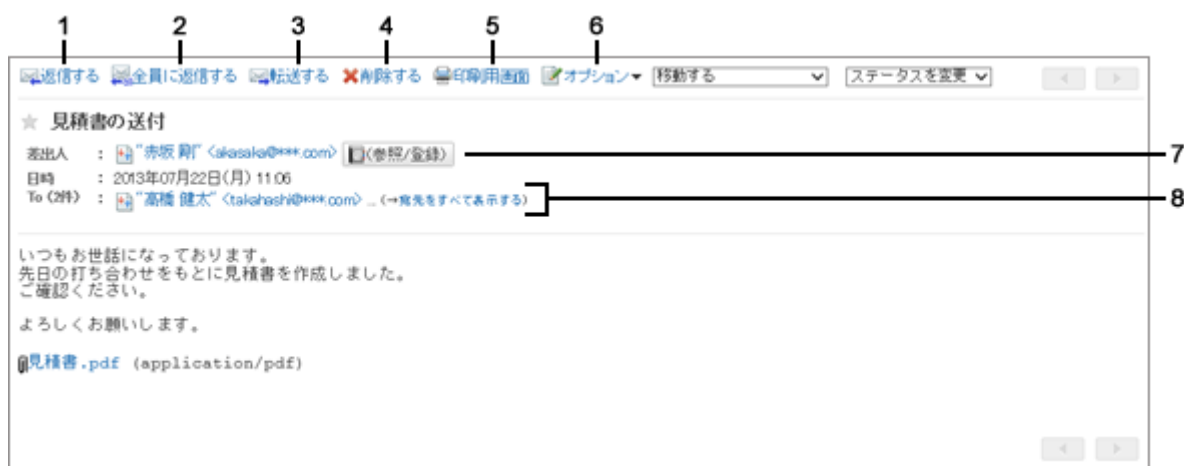 1 2 3 4 5 6
返信する 全員に返信する 転送する 削除する 印刷用画面 オプション▼ 移動する ステータスを変更
★ 見積書の送付
差出人 : "赤坂 剛" <akasaka@***.com> (参照/登録) 7
日時 : 2013年07月22日(月) 11:06
To (2件) : "高橋 健太" <takahashi@***.com> ... (→宛先をすべて表示する) 8
いつもお世話になっております。
先日の打ち合わせをもとに見積書を作成しました。
ご確認ください。
よろしくお願いします。
見積書.pdf (application/pdf)